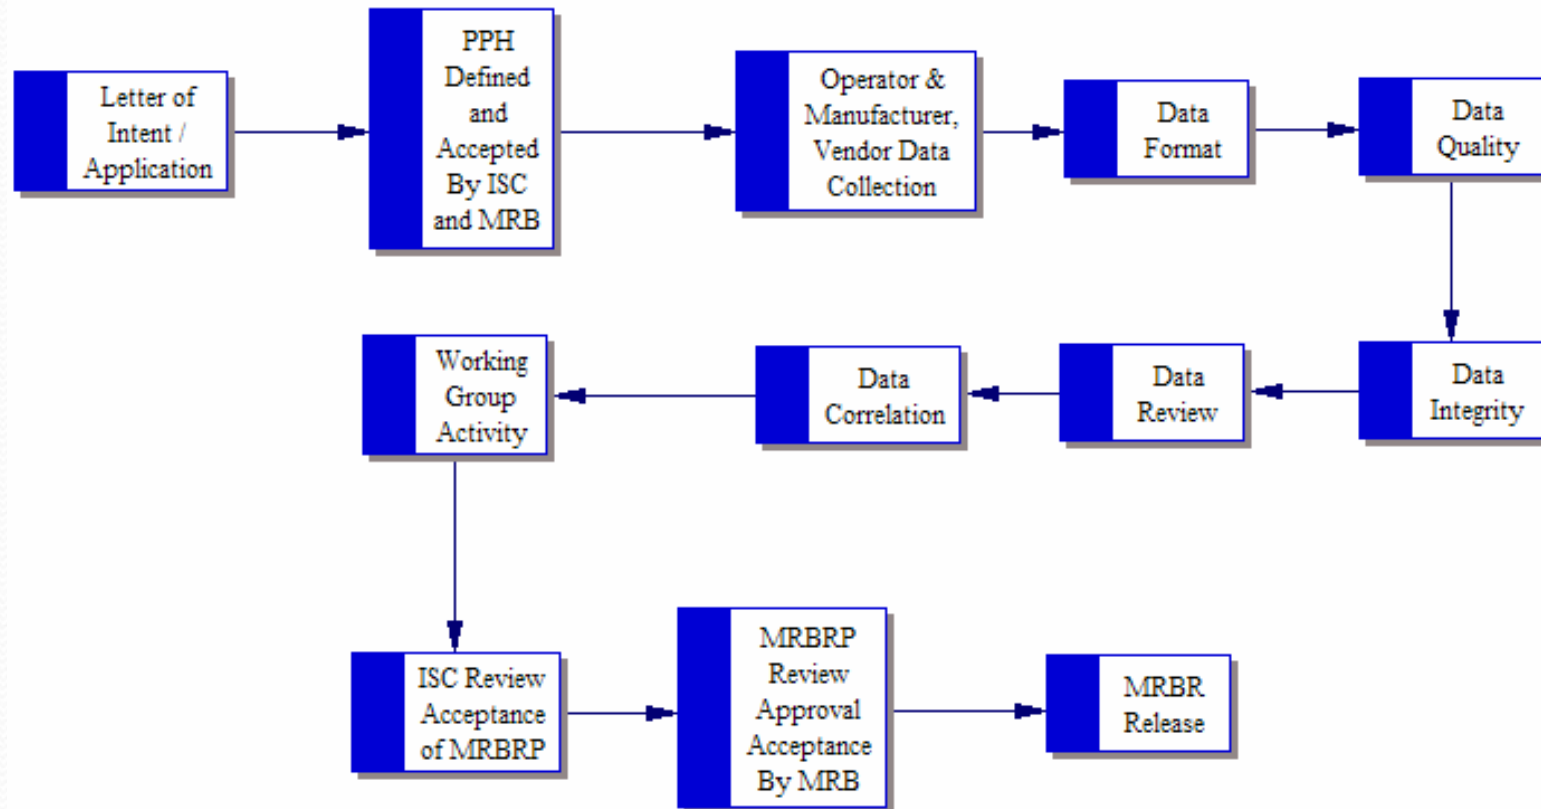 Letter of
Intent /
Application
PPH
Defined
and
Accepted
By ISC
and MRB
Operator &
Manufacturer,
Vendor Data
Collection
Data
Format
Data
Quality
Data
Integrity
Data
Review
Data
Correlation
Working
Group
Activity
ISC Review
Acceptance
of MRBRP
MRBRP
Review
Approval
Acceptance
By MRB
MRBR
Release